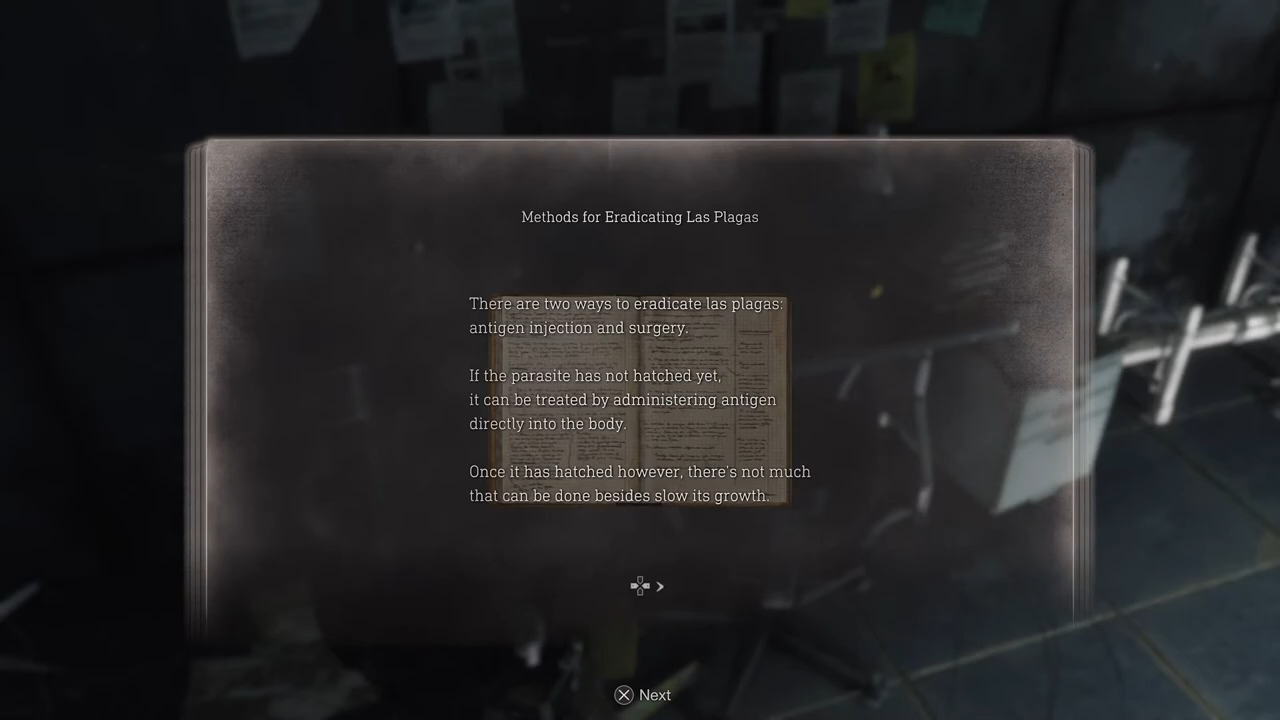 Methods for Eradicating Las Plagas
There are two ways to eradicate las plagas:
antigen injection and surgery.
If the parasite has not hatched yet,
it can be treated by administering antigen
directly into the body.
Once it has hatched however, there's not much
that can be done besides slow its growth.
Next